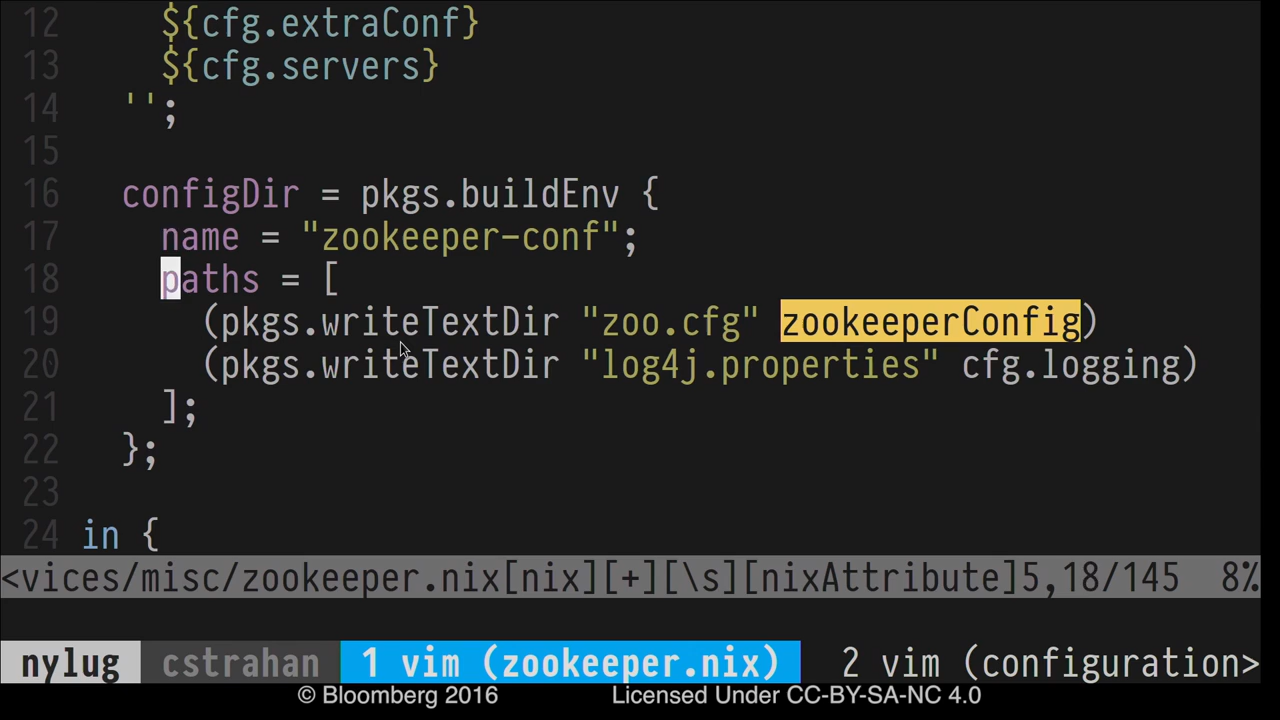 12 ${cfg.extraConf}
13 ${cfg.servers}
14 '';
15
16 configDir = pkgs.buildEnv {
17 name = "zookeeper-conf";
18 paths = [
19 (pkgs.writeTextDir "zoo.cfg" zookeeperConfig)
20 (pkgs.writeTextDir "log4j.properties" cfg.logging)
21 ];
22 };
23
24 in {
<vices/misc/zookeeper.nix[nix][+][\s][nixAttribute]5,18/145 8%
nylug cstrahan 1 vim (zookeeper.nix) 2 vim (configuration>
© Bloomberg 2016 Licensed Under CC-BY-SA-NC 4.0